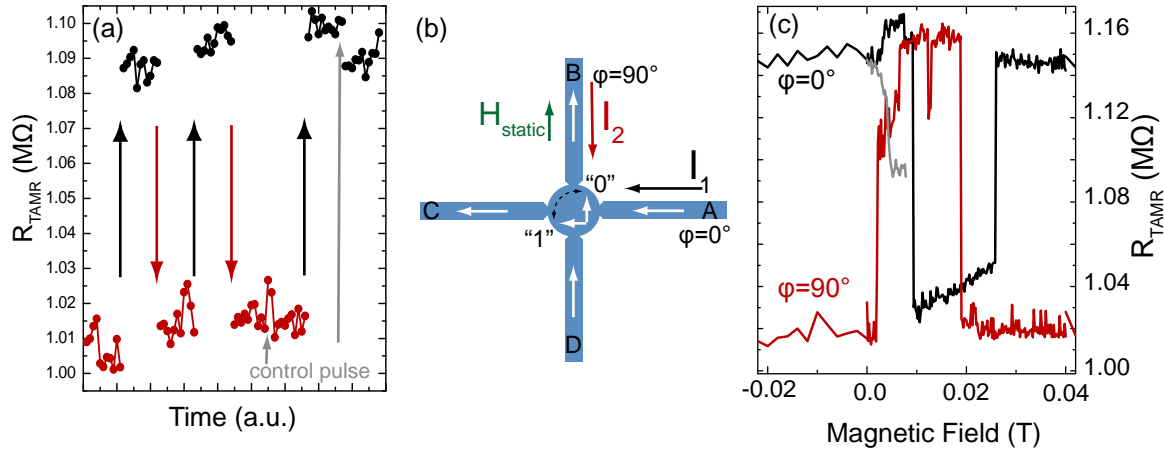 (a)
R_TAMR (MΩ)
1.10
1.09
1.08
1.07
1.06
1.05
1.04
1.03
1.02
1.01
1.00
control pulse
Time (a.u.)
(b)
B
φ=90°
H_static
I_2
I_1
"0"
C
A
"1"
φ=0°
D
(c)
φ=0°
φ=90°
1.16
1.12
1.08
1.04
1.00
R_TAMR (MΩ)
-0.02 0.0 0.02 0.04
Magnetic Field (T)